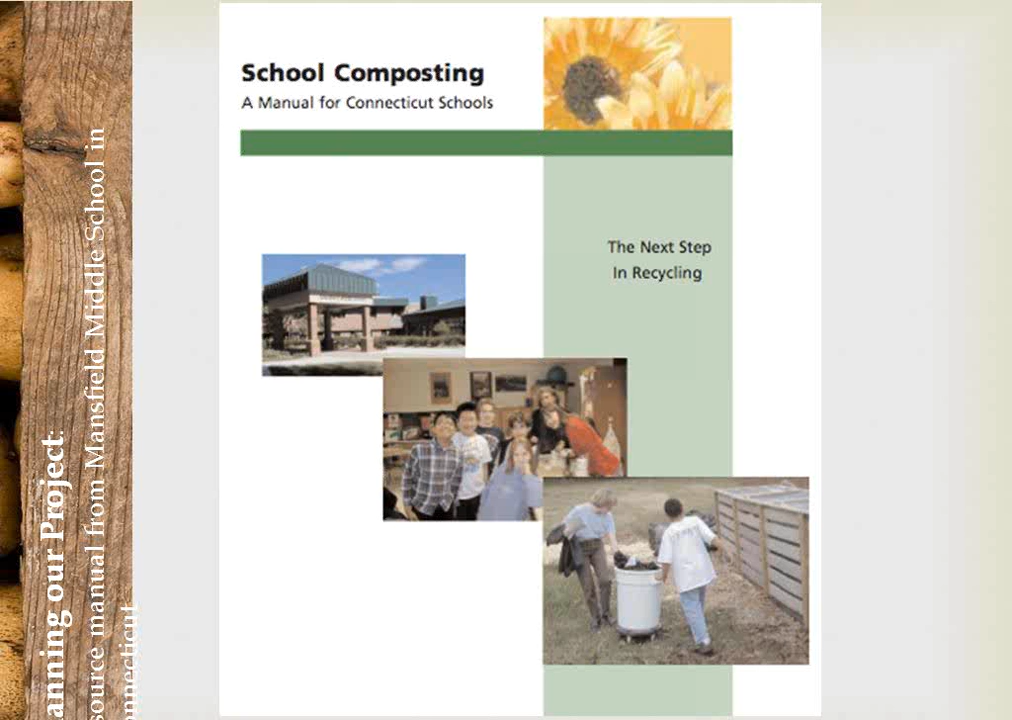 anning our Project:
source manual from Mansfield Middle School in
onnecticut
School Composting
A Manual for Connecticut Schools
The Next Step
In Recycling